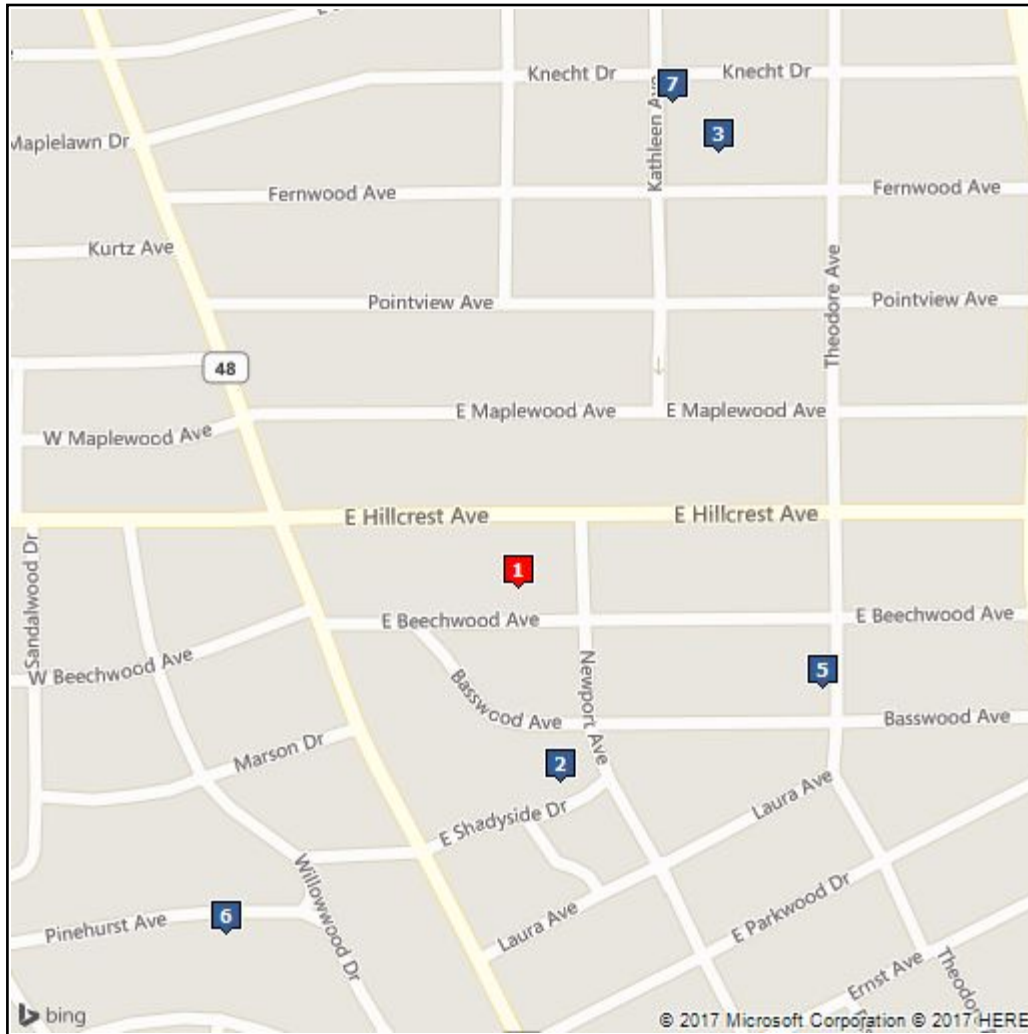 Knecht Dr
Knecht Dr
7
3
Maplelawn Dr
Kathleen Ave
Fernwood Ave
Fernwood Ave
Kurtz Ave
Pointview Ave
Pointview Ave
Theodore Ave
48
E Maplewood Ave
E Maplewood Ave
W Maplewood Ave
E Hillcrest Ave
E Hillcrest Ave
1
Sandalwood Dr
E Beechwood Ave
E Beechwood Ave
W Beechwood Ave
5
Newport Ave
Basswood Ave
Basswood Ave
Marson Dr
2
E Shadyside Dr
Laura Ave
Willowwood Dr
6
Pinehurst Ave
Laura Ave
E Parkwood Dr
Ernst Ave
bing
© 2017 Microsoft Corporation © 2017 HERE